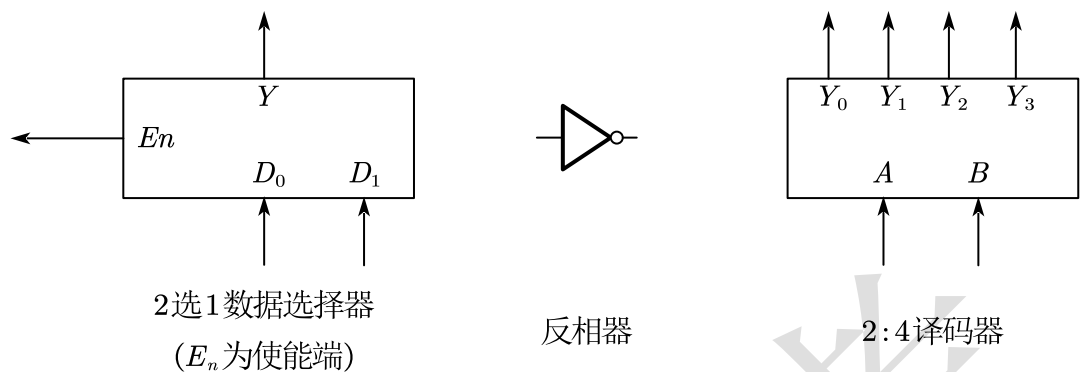 Y
En
D₀ D₁
2选1数据选择器
(Eₙ为使能端)
反相器
Y₀ Y₁ Y₂ Y₃
A B
2:4译码器